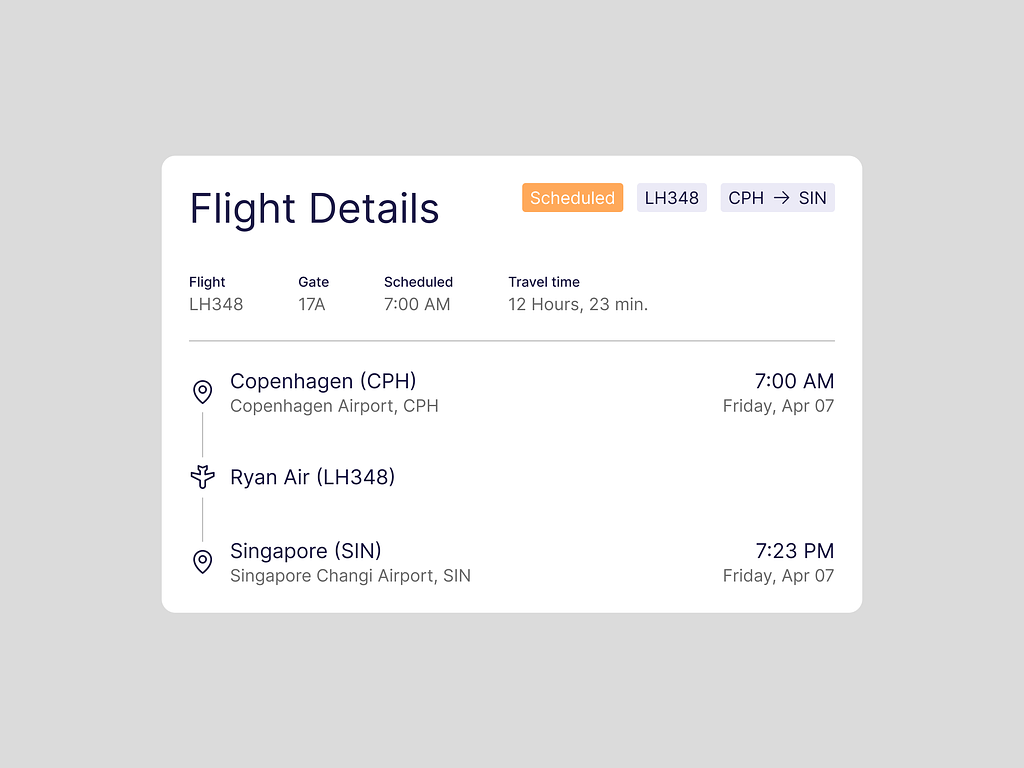 Flight Details
Scheduled LH348 CPH → SIN
Flight Gate Scheduled Travel time
LH348 17A 7:00 AM 12 Hours, 23 min.
Copenhagen (CPH) 7:00 AM
Copenhagen Airport, CPH Friday, Apr 07
Ryan Air (LH348)
Singapore (SIN) 7:23 PM
Singapore Changi Airport, SIN Friday, Apr 07